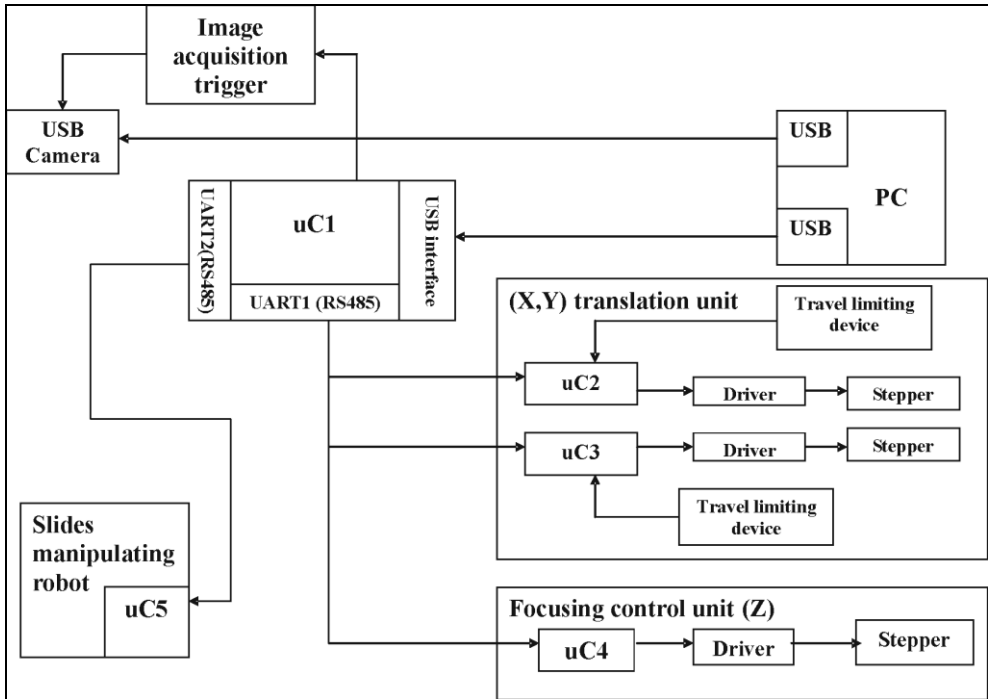 Image
acquisition
trigger
USB
Camera
USB
PC
USB
UART2(RS485)
uC1
USB interface
UART1 (RS485)
(X,Y) translation unit
Travel limiting
device
uC2
Driver
Stepper
uC3
Driver
Stepper
Travel limiting
device
Slides
manipulating
robot
uC5
Focusing control unit (Z)
uC4
Driver
Stepper